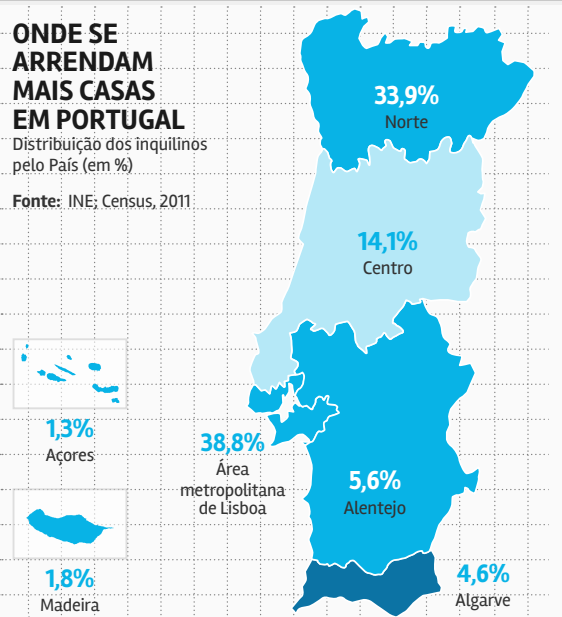 ONDE SE
ARRENDAM
MAIS CASAS
EM PORTUGAL
Distribuição dos inquilinos
pelo País (em %)
Fonte: INE; Census, 2011
33,9%
Norte
14,1%
Centro
1,3%
Açores
38,8%
Área
metropolitana
de Lisboa
5,6%
Alentejo
1,8%
Madeira
4,6%
Algarve